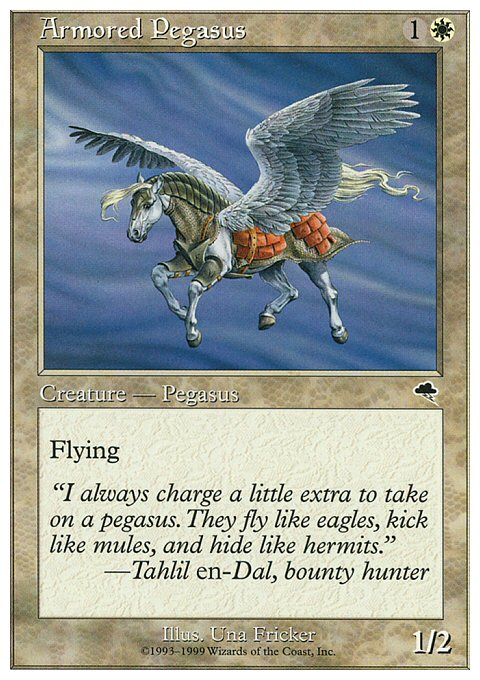 Armored Pegasus 1
Creature — Pegasus
Flying
“I always charge a little extra to take
on a pegasus. They fly like eagles, kick
like mules, and hide like hermits.”
—Tahlil en-Dal, bounty hunter
Illus. Una Fricker
©1993–1999 Wizards of the Coast, Inc.
1/2